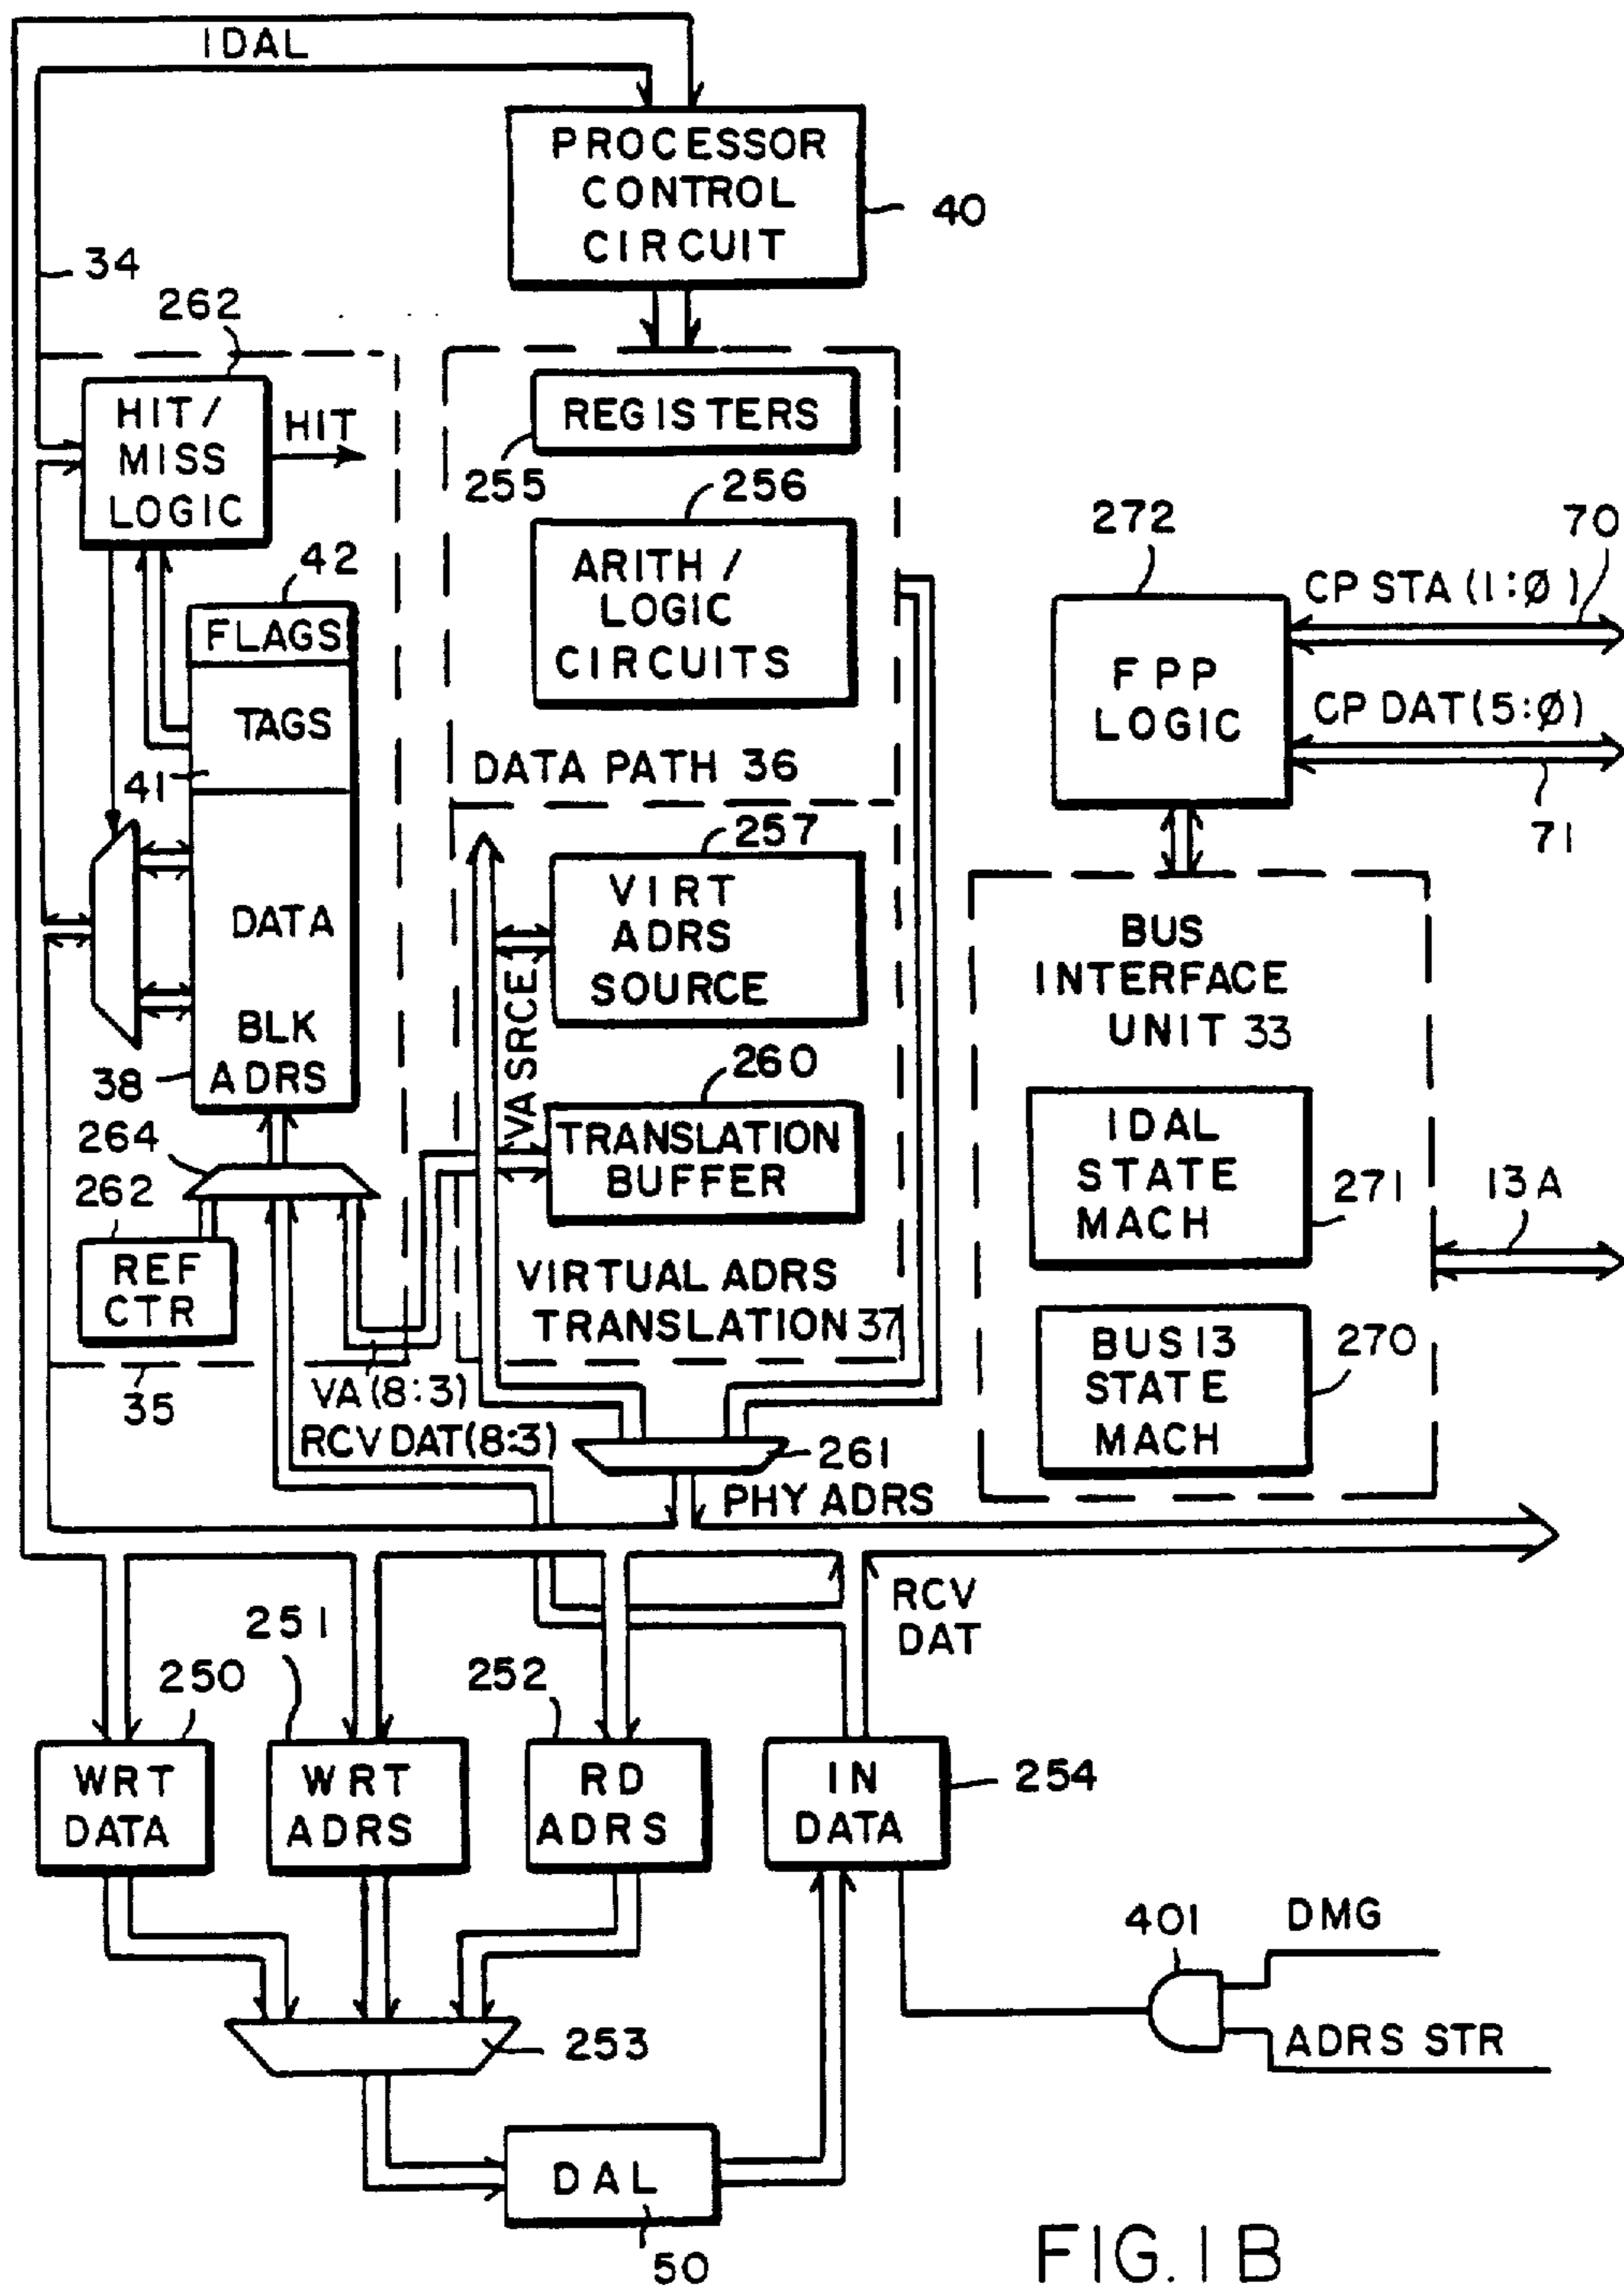 IDAL
PROCESSOR
CONTROL
CIRCUIT
40
34
262
HIT/
MISS
LOGIC
HIT
REGISTERS
255
256
ARITH/
LOGIC
CIRCUITS
DATA PATH 36
42
FLAGS
TAGS
41
DATA
BLK
ADRS
38
264
262
REF
CTR
35
257
VIRT
ADRS
SOURCE
VA SRCE
260
TRANSLATION
BUFFER
VIRTUAL ADRS
TRANSLATION 37
VA (8:3)
RCV DAT(8:3)
261
PHY ADRS
272
FPP
LOGIC
CP STA (1:Ø)
70
CP DAT(5:Ø)
71
BUS
INTERFACE
UNIT 33
IDAL
STATE
MACH
271
13A
BUS 13
STATE
MACH
270
RCV
DAT
250
WRT
DATA
251
WRT
ADRS
252
RD
ADRS
IN
DATA
254
253
DAL
50
401
DMG
ADRS STR
FIG. 1B